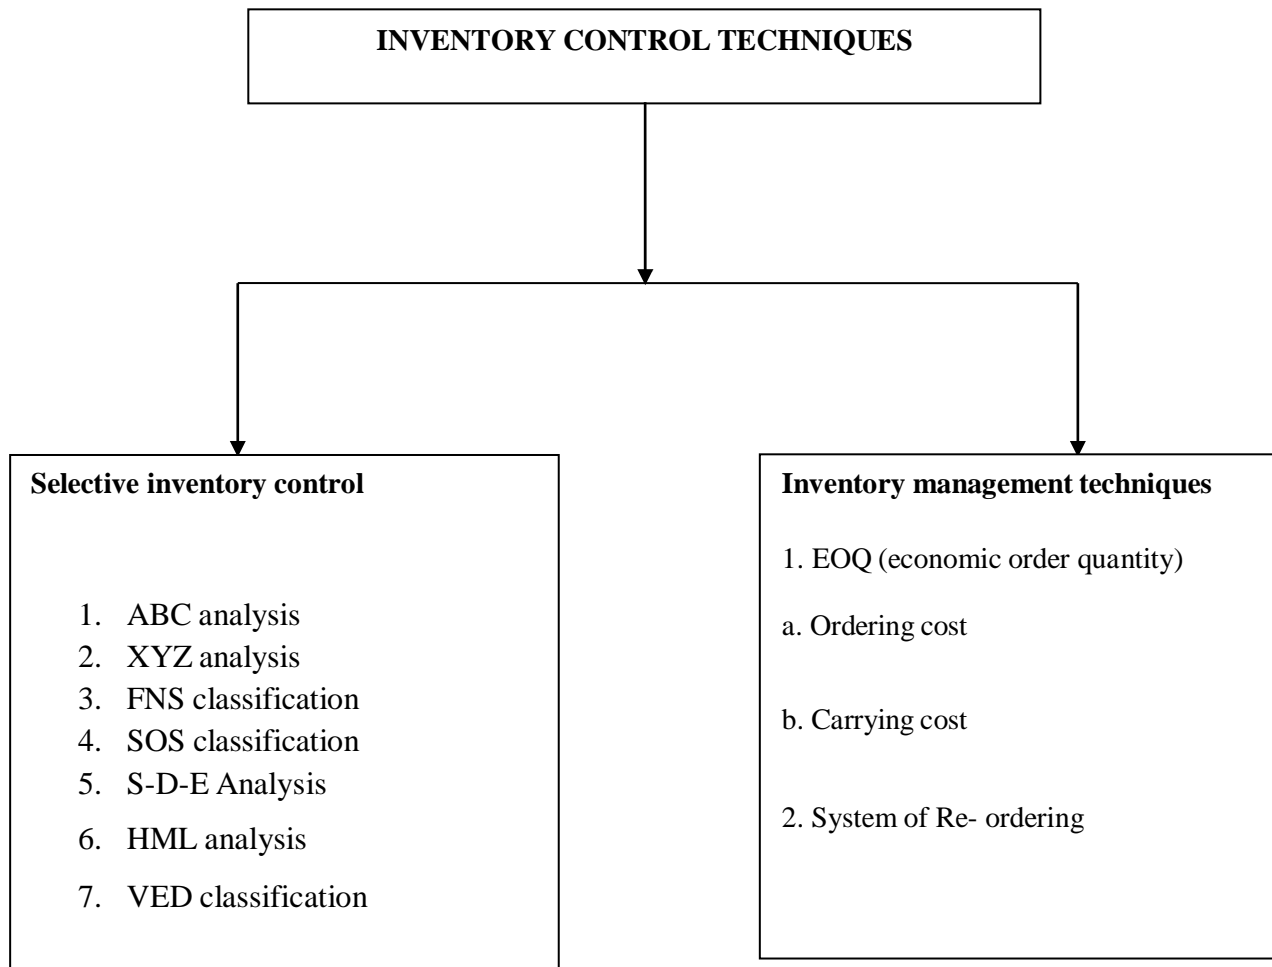 INVENTORY CONTROL TECHNIQUES
Selective inventory control
1. ABC analysis
2. XYZ analysis
3. FNS classification
4. SOS classification
5. S-D-E Analysis
6. HML analysis
7. VED classification
Inventory management techniques
1. EOQ (economic order quantity)
a. Ordering cost
b. Carrying cost
2. System of Re- ordering